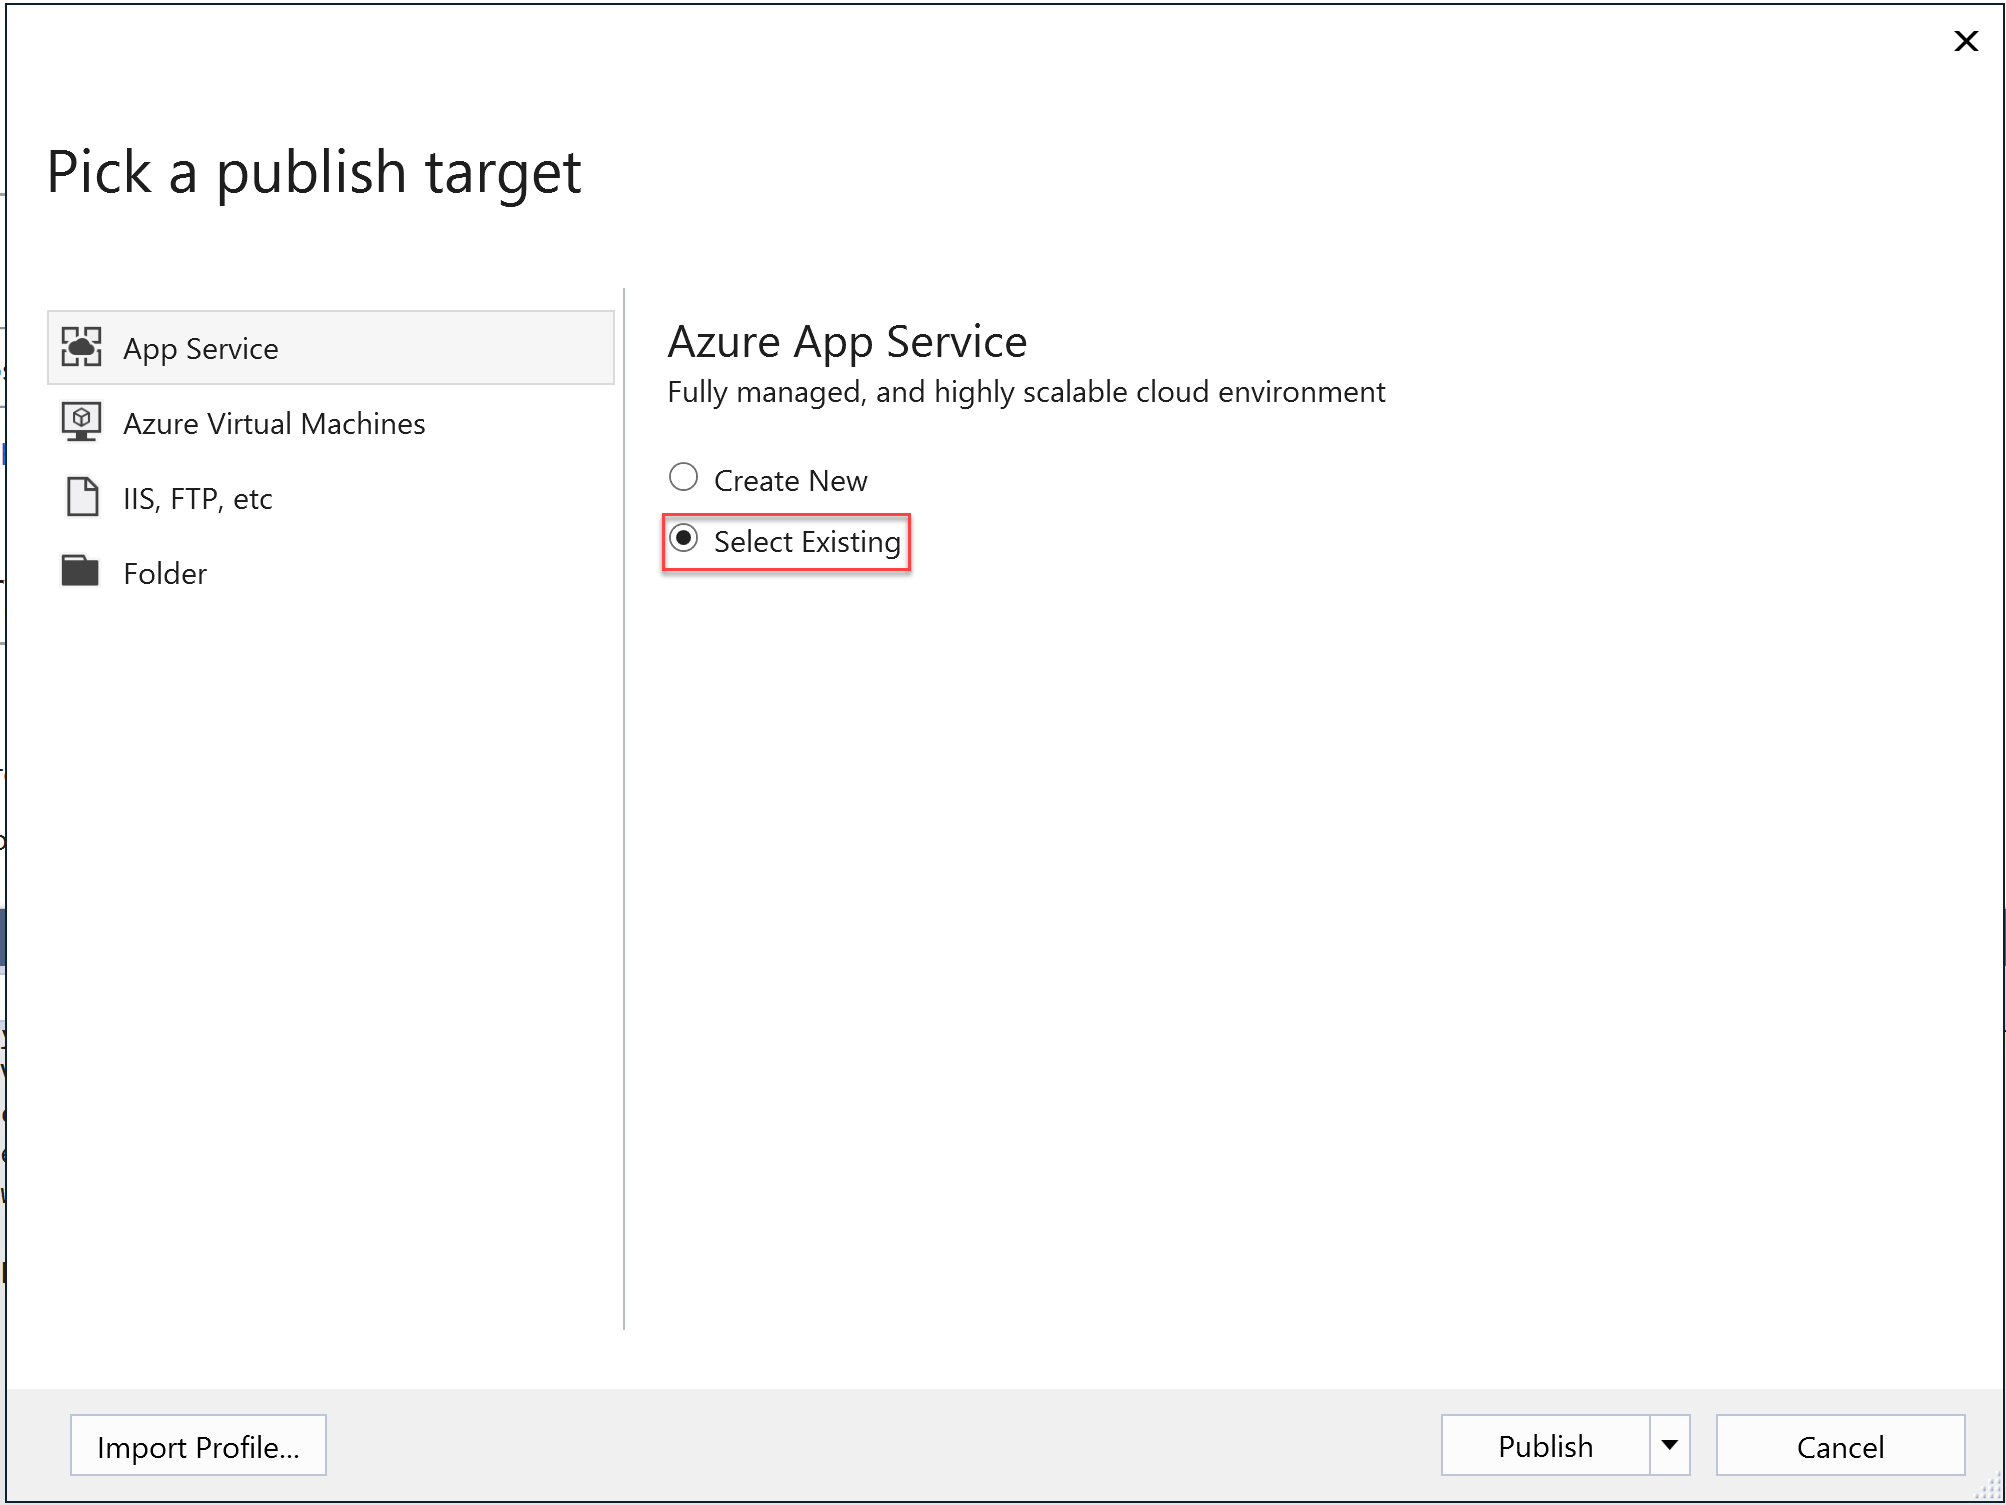 Pick a publish target
App Service
Azure Virtual Machines
IIS, FTP, etc
Folder
Azure App Service
Fully managed, and highly scalable cloud environment
Create New
Select Existing
Import Profile...
Publish
Cancel